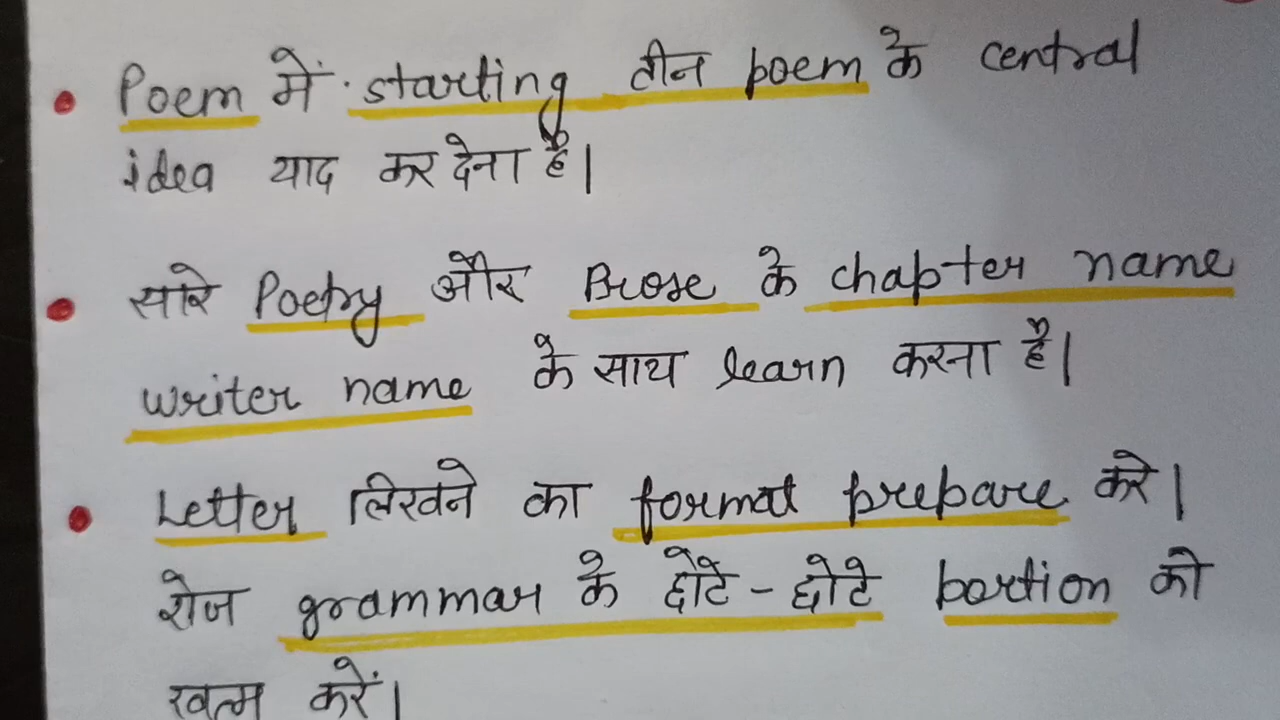 • Poem में starting तीन poem के central
idea याद कर देना है।
• सारे Poetry और Prose के chapter name
writer name के साथ learn करना है।
• Letter लिखने का format prepare करे।
रोज grammar के छोटे - छोटे portion को
खत्म करें।